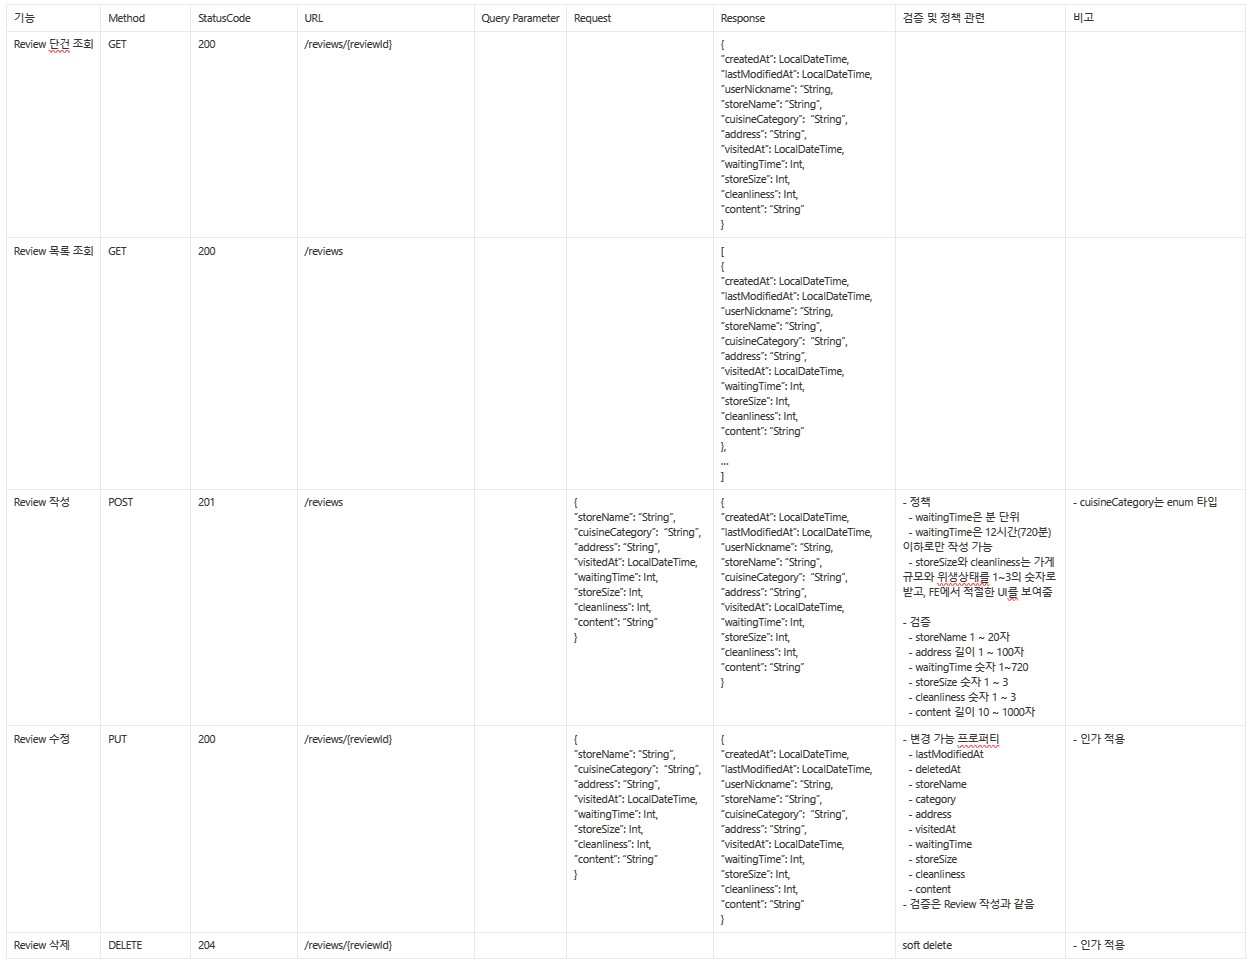 기능 Method StatusCode URL Query Parameter Request Response 검증 및 정책 관련 비고
Review 단건 조회 GET 200 /reviews/{reviewId}
{
"createdAt": LocalDateTime,
"lastModifiedAt": LocalDateTime,
"userNickname": "String,
"storeName": "String",
"cuisineCategory": "String",
"address": "String",
"visitedAt": LocalDateTime,
"waitingTime": Int,
"storeSize": Int,
"cleanliness": Int,
"content": "String"
}
Review 목록 조회 GET 200 /reviews
[
{
"createdAt": LocalDateTime,
"lastModifiedAt": LocalDateTime,
"userNickname": "String,
"storeName": "String",
"cuisineCategory": "String",
"address": "String",
"visitedAt": LocalDateTime,
"waitingTime": Int,
"storeSize": Int,
"cleanliness": Int,
"content": "String"
},
...
]
Review 작성 POST 201 /reviews
{
"storeName": "String",
"cuisineCategory": "String",
"address": "String",
"visitedAt": LocalDateTime,
"waitingTime": Int,
"storeSize": Int,
"cleanliness": Int,
"content": "String"
}
{
"createdAt": LocalDateTime,
"lastModifiedAt": LocalDateTime,
"userNickname": "String,
"storeName": "String",
"cuisineCategory": "String",
"address": "String",
"visitedAt": LocalDateTime,
"waitingTime": Int,
"storeSize": Int,
"cleanliness": Int,
"content": "String"
}
- 정책
- waitingTime은 분 단위
- waitingTime은 12시간(720분)
이하로만 작성 가능
- storeSize와 cleanliness는 가게
규모와 위생상태를 1~3의 숫자로
받고, FE에서 적절한 UI를 보여줌
- 검증
- storeName 1 ~ 20자
- address 길이 1 ~ 100자
- waitingTime 숫자 1~720
- storeSize 숫자 1 ~ 3
- cleanliness 숫자 1 ~ 3
- content 길이 10 ~ 1000자
- cuisineCategory는 enum 타입
Review 수정 PUT 200 /reviews/{reviewId}
{
"storeName": "String",
"cuisineCategory": "String",
"address": "String",
"visitedAt": LocalDateTime,
"waitingTime": Int,
"storeSize": Int,
"cleanliness": Int,
"content": "String"
}
{
"createdAt": LocalDateTime,
"lastModifiedAt": LocalDateTime,
"userNickname": "String,
"storeName": "String",
"cuisineCategory": "String",
"address": "String",
"visitedAt": LocalDateTime,
"waitingTime": Int,
"storeSize": Int,
"cleanliness": Int,
"content": "String"
}
- 변경 가능 프로퍼티
- lastModifiedAt
- deletedAt
- storeName
- category
- address
- visitedAt
- waitingTime
- storeSize
- cleanliness
- content
- 검증은 Review 작성과 같음
- 인가 적용
Review 삭제 DELETE 204 /reviews/{reviewId} soft delete - 인가 적용